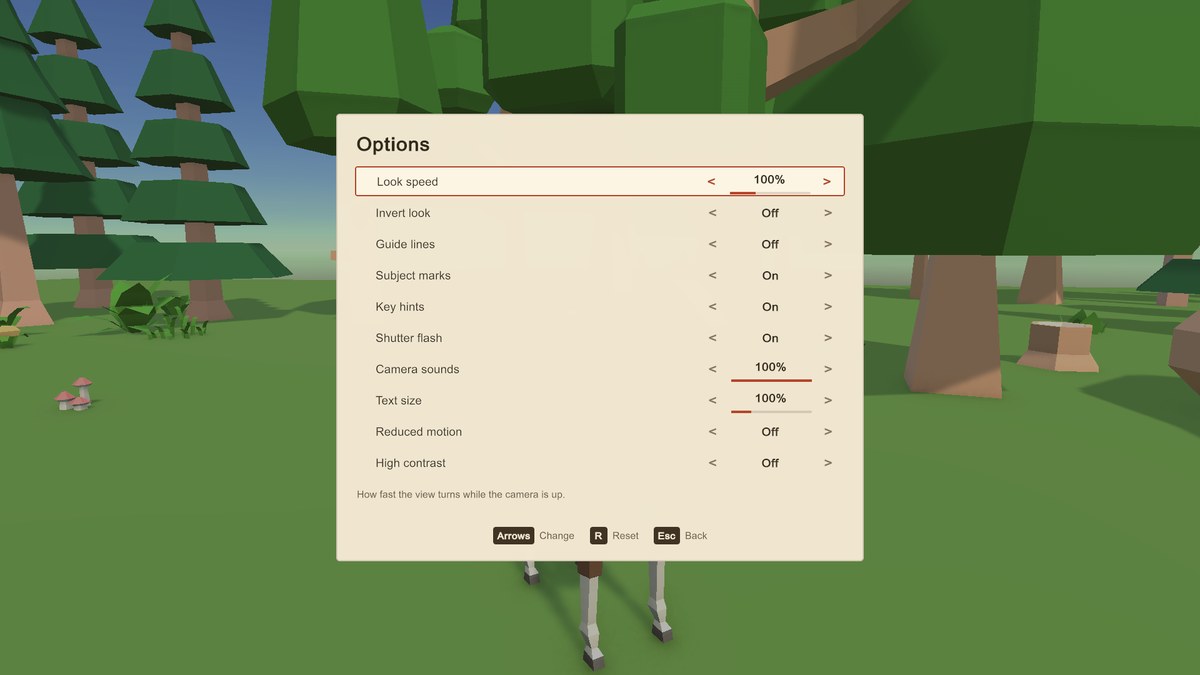 Options
Look speed < 100% >
Invert look < Off >
Guide lines < Off >
Subject marks < On >
Key hints < On >
Shutter flash < On >
Camera sounds < 100% >
Text size < 100% >
Reduced motion < Off >
High contrast < Off >
How fast the view turns while the camera is up.
Arrows Change R Reset Esc Back